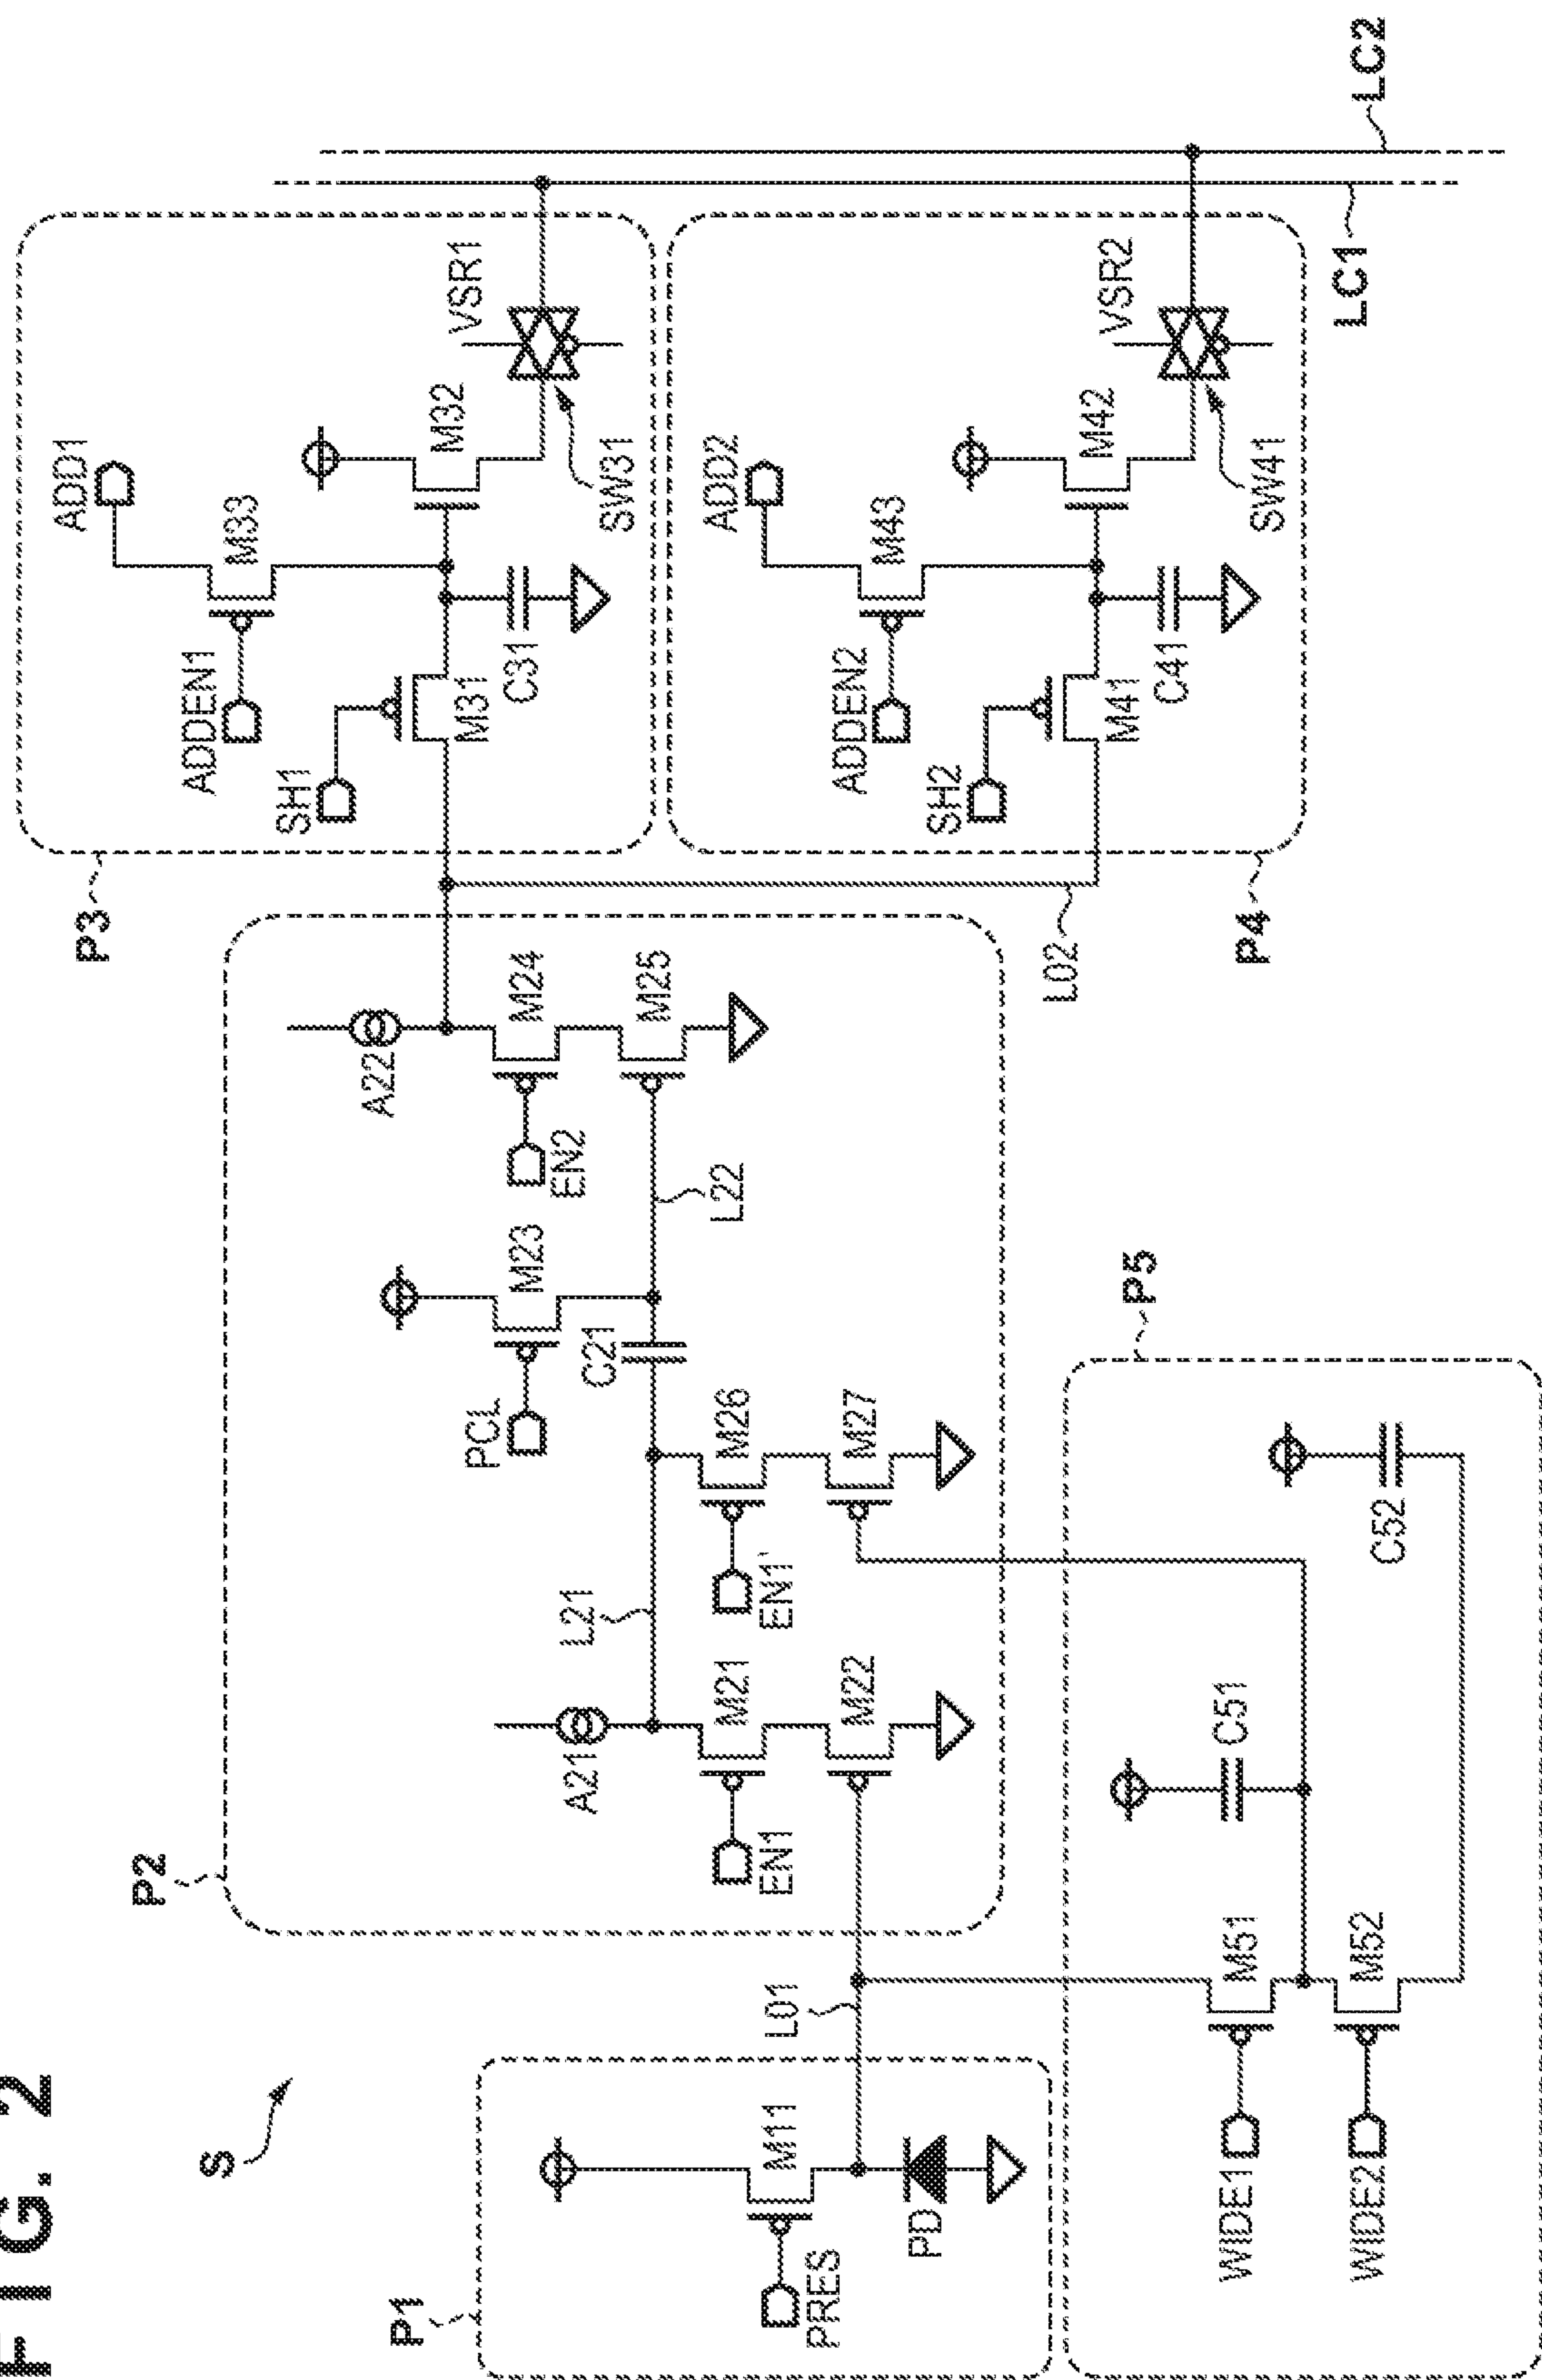 FIG. 2
S
P1
PRES
M11
PD
L01
P2
A21
EN1
M21
M22
L21
EN1'
M26
M27
PCL
M23
C21
L22
A22
EN2
M24
M25
L02
P3
ADD1
ADDEN1
M33
SH1
M31
C31
M32
VSR1
SW31
P4
ADD2
ADDEN2
M43
SH2
M41
C41
M42
VSR2
SW41
LC1
LC2
P5
WIDE1
M51
WIDE2
M52
C51
C52